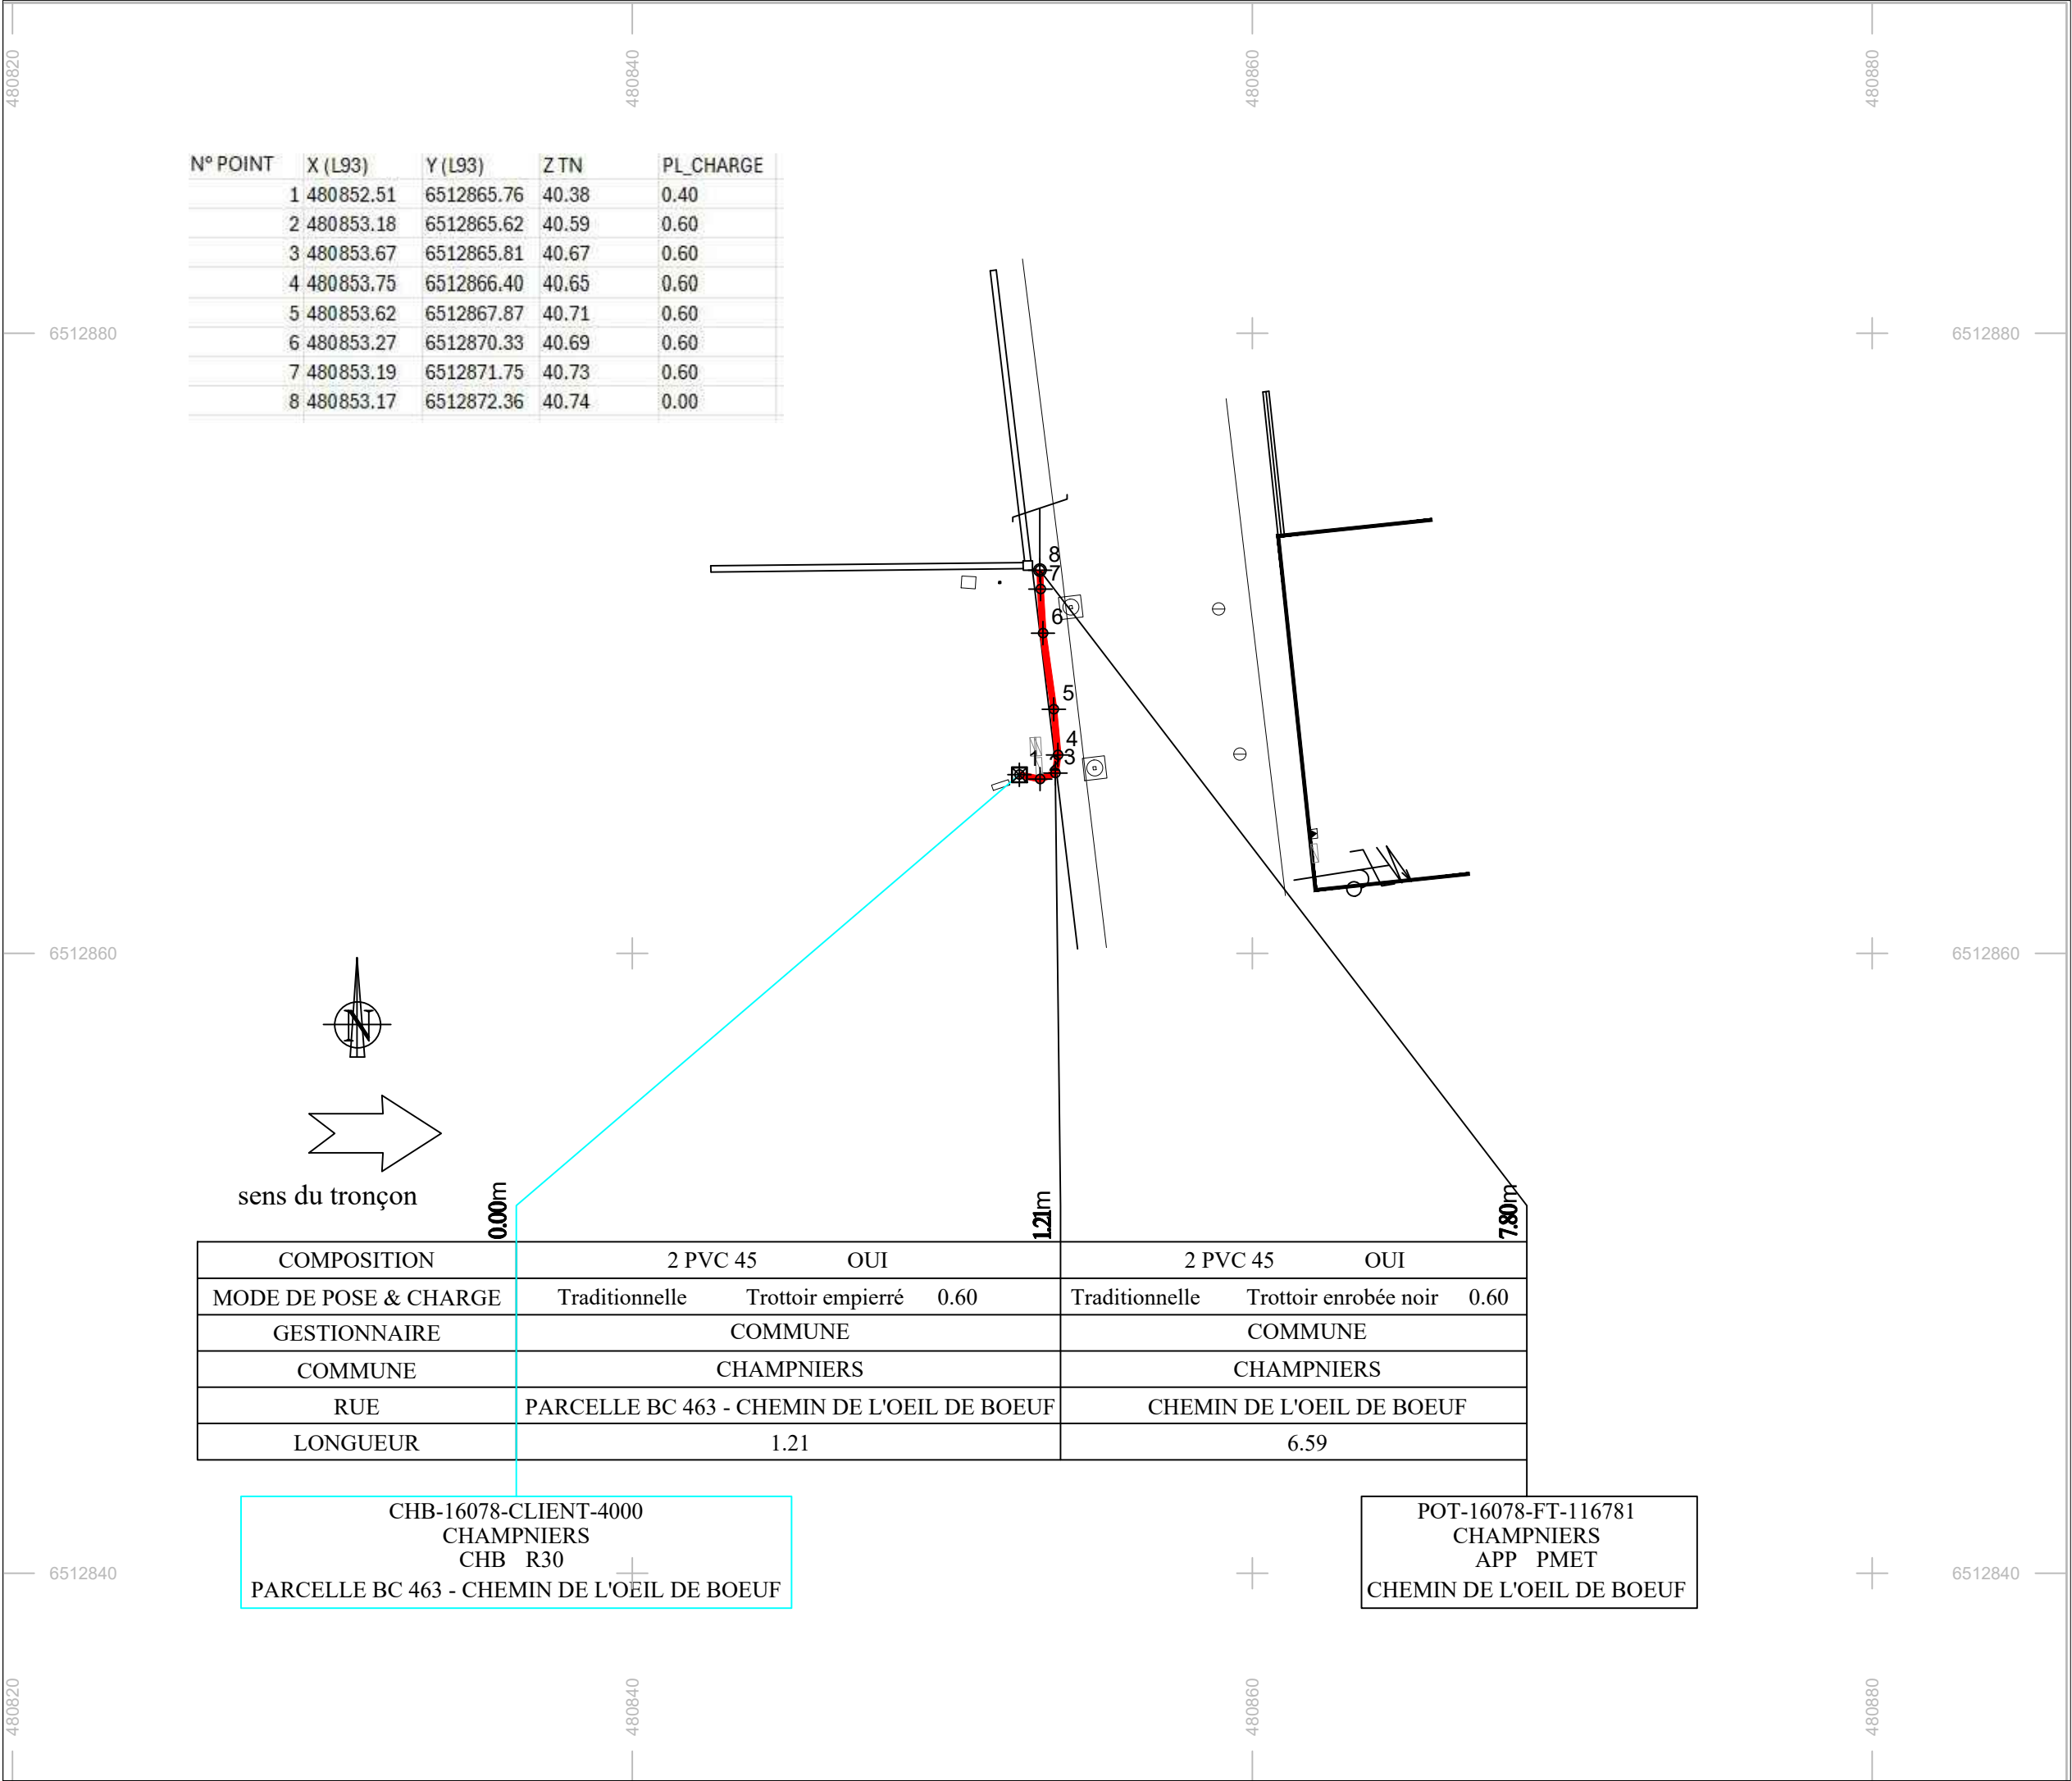 480820 480840 480860 480880
N° POINT X (L93) Y (L93) Z TN PL_CHARGE
1 480852.51 6512865.76 40.38 0.40
2 480853.18 6512865.62 40.59 0.60
3 480853.67 6512865.81 40.67 0.60
4 480853.75 6512866.40 40.65 0.60
5 480853.62 6512867.87 40.71 0.60
6 480853.27 6512870.33 40.69 0.60
7 480853.19 6512871.75 40.73 0.60
8 480853.17 6512872.36 40.74 0.00
6512880 6512880
8
7
6
5
4
1 3
6512860 6512860
N
sens du tronçon
0.00m 1.21m 7.80m
COMPOSITION 2 PVC 45 OUI 2 PVC 45 OUI
MODE DE POSE & CHARGE Traditionnelle Trottoir empierré 0.60 Traditionnelle Trottoir enrobée noir 0.60
GESTIONNAIRE COMMUNE COMMUNE
COMMUNE CHAMPNIERS CHAMPNIERS
RUE PARCELLE BC 463 - CHEMIN DE L'OEIL DE BOEUF CHEMIN DE L'OEIL DE BOEUF
LONGUEUR 1.21 6.59
CHB-16078-CLIENT-4000
CHAMPNIERS
CHB R30
PARCELLE BC 463 - CHEMIN DE L'OEIL DE BOEUF
POT-16078-FT-116781
CHAMPNIERS
APP PMET
CHEMIN DE L'OEIL DE BOEUF
6512840 6512840
480820 480840 480860 480880